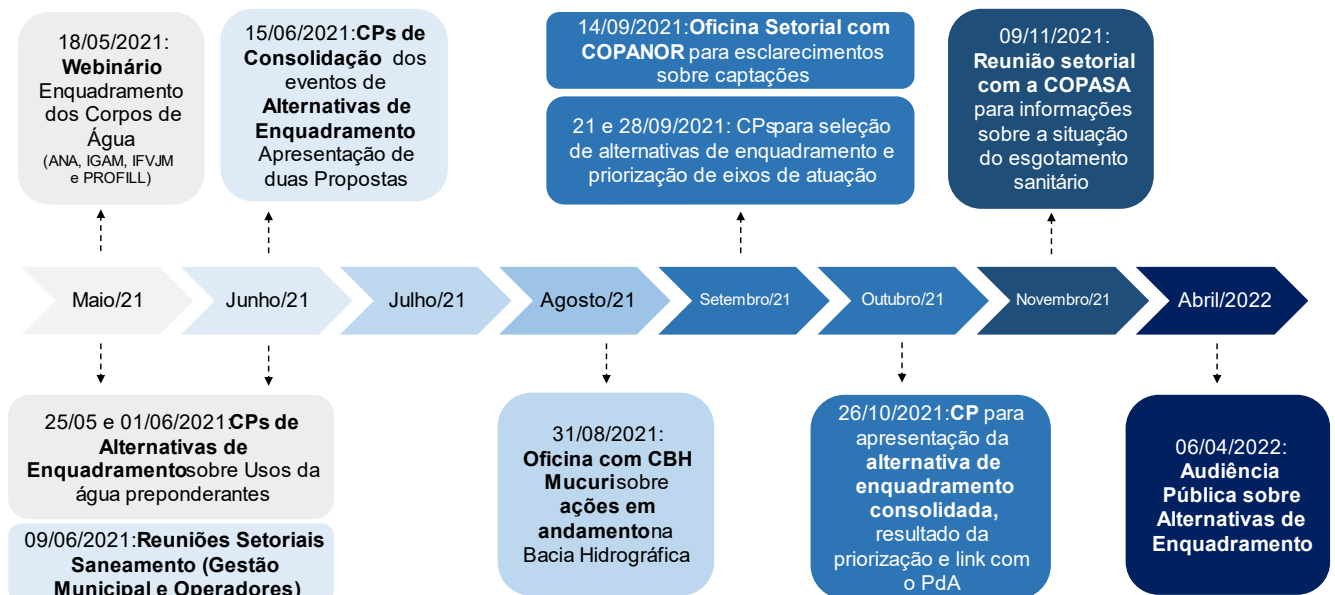 18/05/2021:
Webinário
Enquadramento
dos Corpos de
Água
(ANA, IGAM, IFVJM
e PROFILL)
15/06/2021:CPs de
Consolidação dos
eventos de
Alternativas de
Enquadramento
Apresentação de
duas Propostas
14/09/2021:Oficina Setorial com
COPANOR para esclarecimentos
sobre captações
21 e 28/09/2021: CPspara seleção
de alternativas de enquadramento e
priorização de eixos de atuação
09/11/2021:
Reunião setorial
com a COPASA
para informações
sobre a situação
do esgotamento
sanitário
Maio/21
Junho/21
Julho/21
Agosto/21
Setembro/21
Outubro/21
Novembro/21
Abril/2022
25/05 e 01/06/2021:CPs de
Alternativas de
Enquadramentosobre Usos da
água preponderantes
09/06/2021:Reuniões Setoriais
Saneamento (Gestão
Municipal e Operadores)
31/08/2021:
Oficina com CBH
Mucurisobre
ações em
andamentona
Bacia Hidrográfica
26/10/2021:CP para
apresentação da
alternativa de
enquadramento
consolidada,
resultado da
priorização e link com
o PdA
06/04/2022:
Audiência
Pública sobre
Alternativas de
Enquadramento